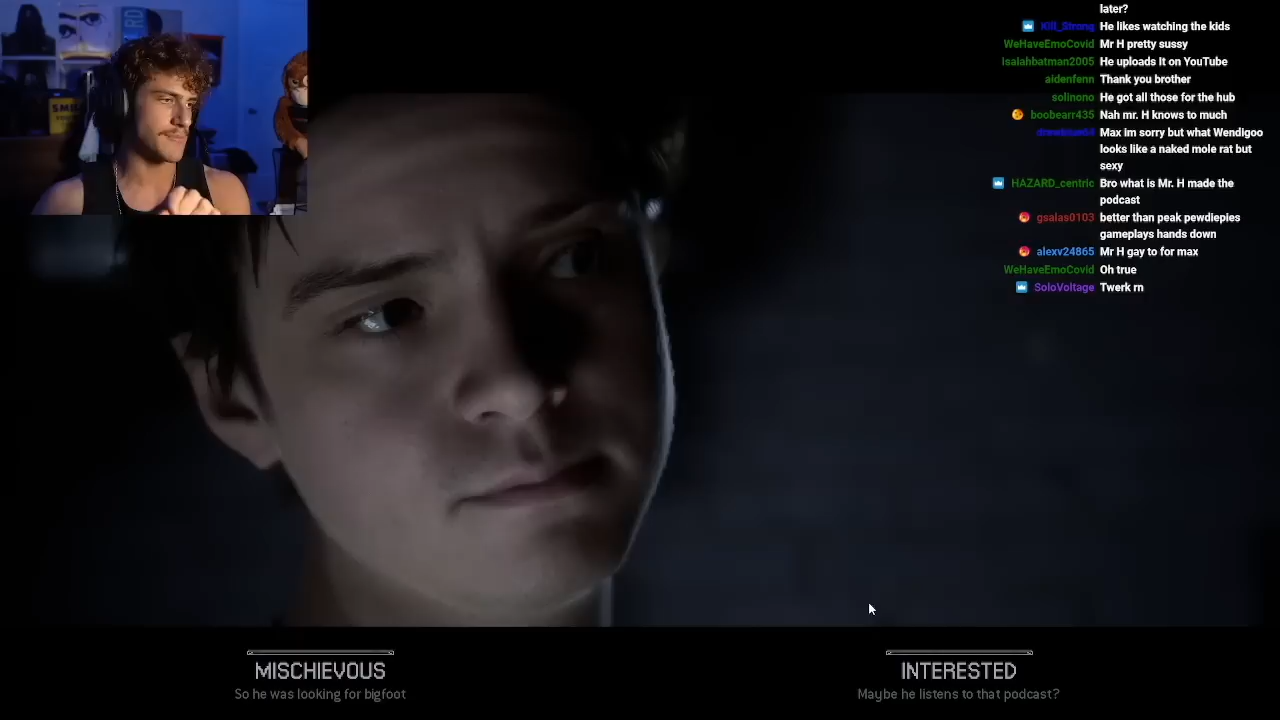 later?
Kill_Strong He likes watching the kids
WeHaveEmoCovid Mr H pretty sussy
Isalahbatman2005 He uploads It on YouTube
aidenfenn Thank you brother
solinono He got all those for the hub
boobearr435 Nah mr. H knows to much
Max im sorry but what Wendigoo
looks like a naked mole rat but
sexy
HAZARD_centric Bro what is Mr. H made the
podcast
gsalas0103 better than peak pewdiepies
gameplays hands down
alexv24865 Mr H gay to for max
WeHaveEmoCovid Oh true
SoloVoltage Twerk rn
MISCHIEVOUS
So he was looking for bigfoot
INTERESTED
Maybe he listens to that podcast?